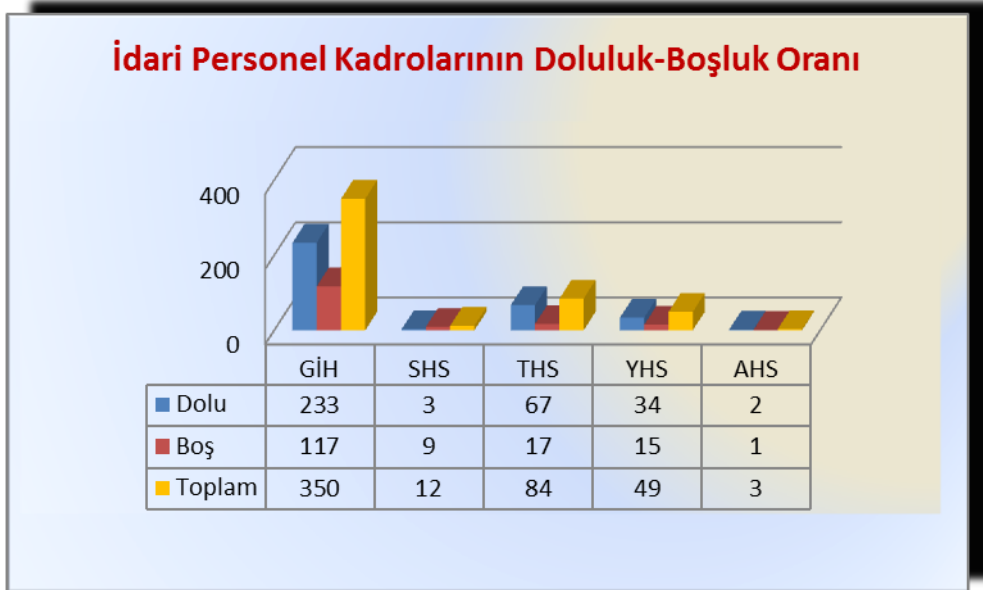 İdari Personel Kadrolarının Doluluk-Boşluk Oranı
400
200
0
GİH SHS THS YHS AHS
Dolu 233 3 67 34 2
Boş 117 9 17 15 1
Toplam 350 12 84 49 3